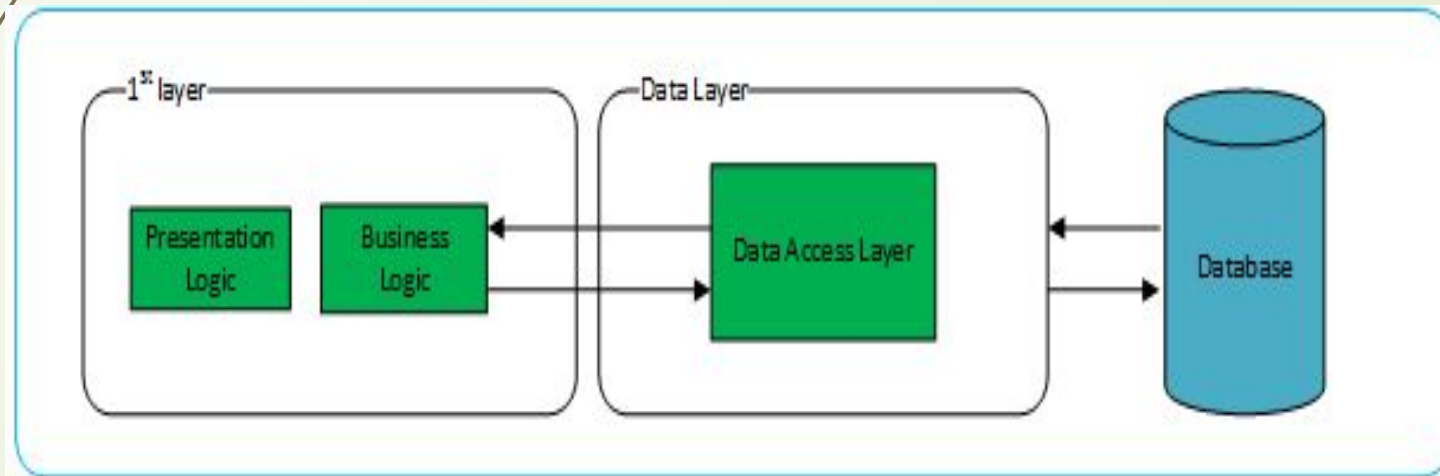 1st layer
Data Layer
Presentation
Logic
Business
Logic
Data Access Layer
Database